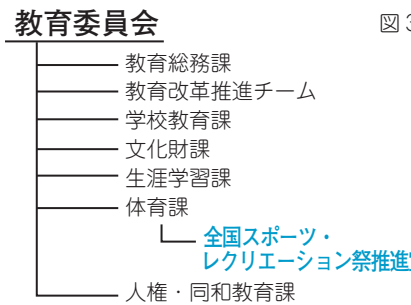 教育委員会
図3
教育総務課
教育改革推進チーム
学校教育課
文化財課
生涯学習課
体育課
全国スポーツ・
レクリエーション祭推進
人権・同和教育課